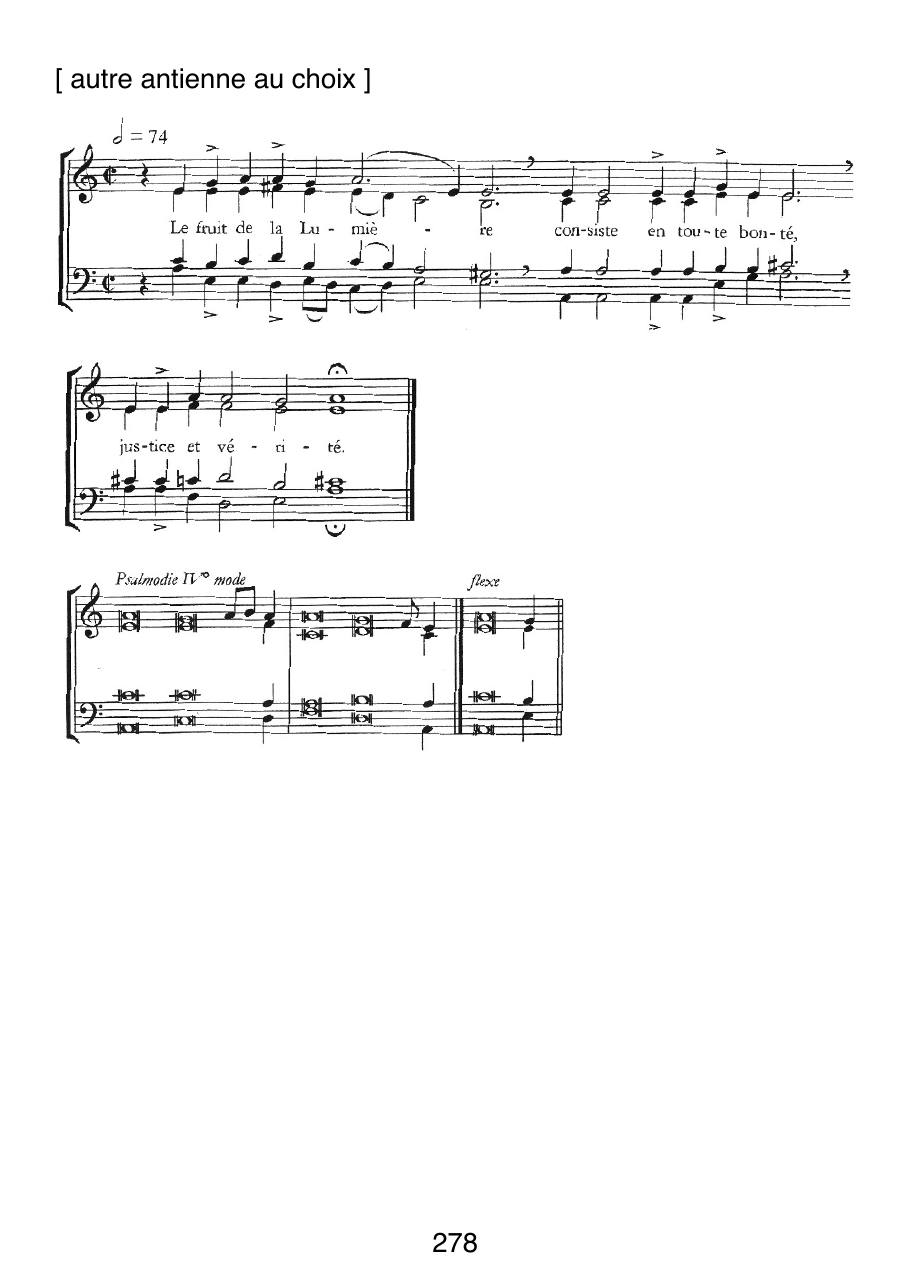 [ autre antienne au choix ]
= 74
Le fruit de la Lu - miè - re con-siste en tou-te bon-té,
jus-tice et vé - ri - té.
Psalmodie IVᵐᵒ mode flexe
278